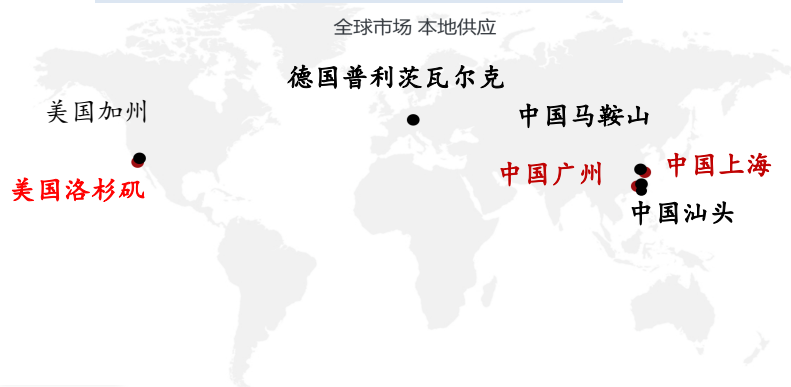 全球市场 本地供应
德国普利茨瓦尔克
美国加州
中国马鞍山
中国广州
中国上海
美国洛杉矶
中国汕头